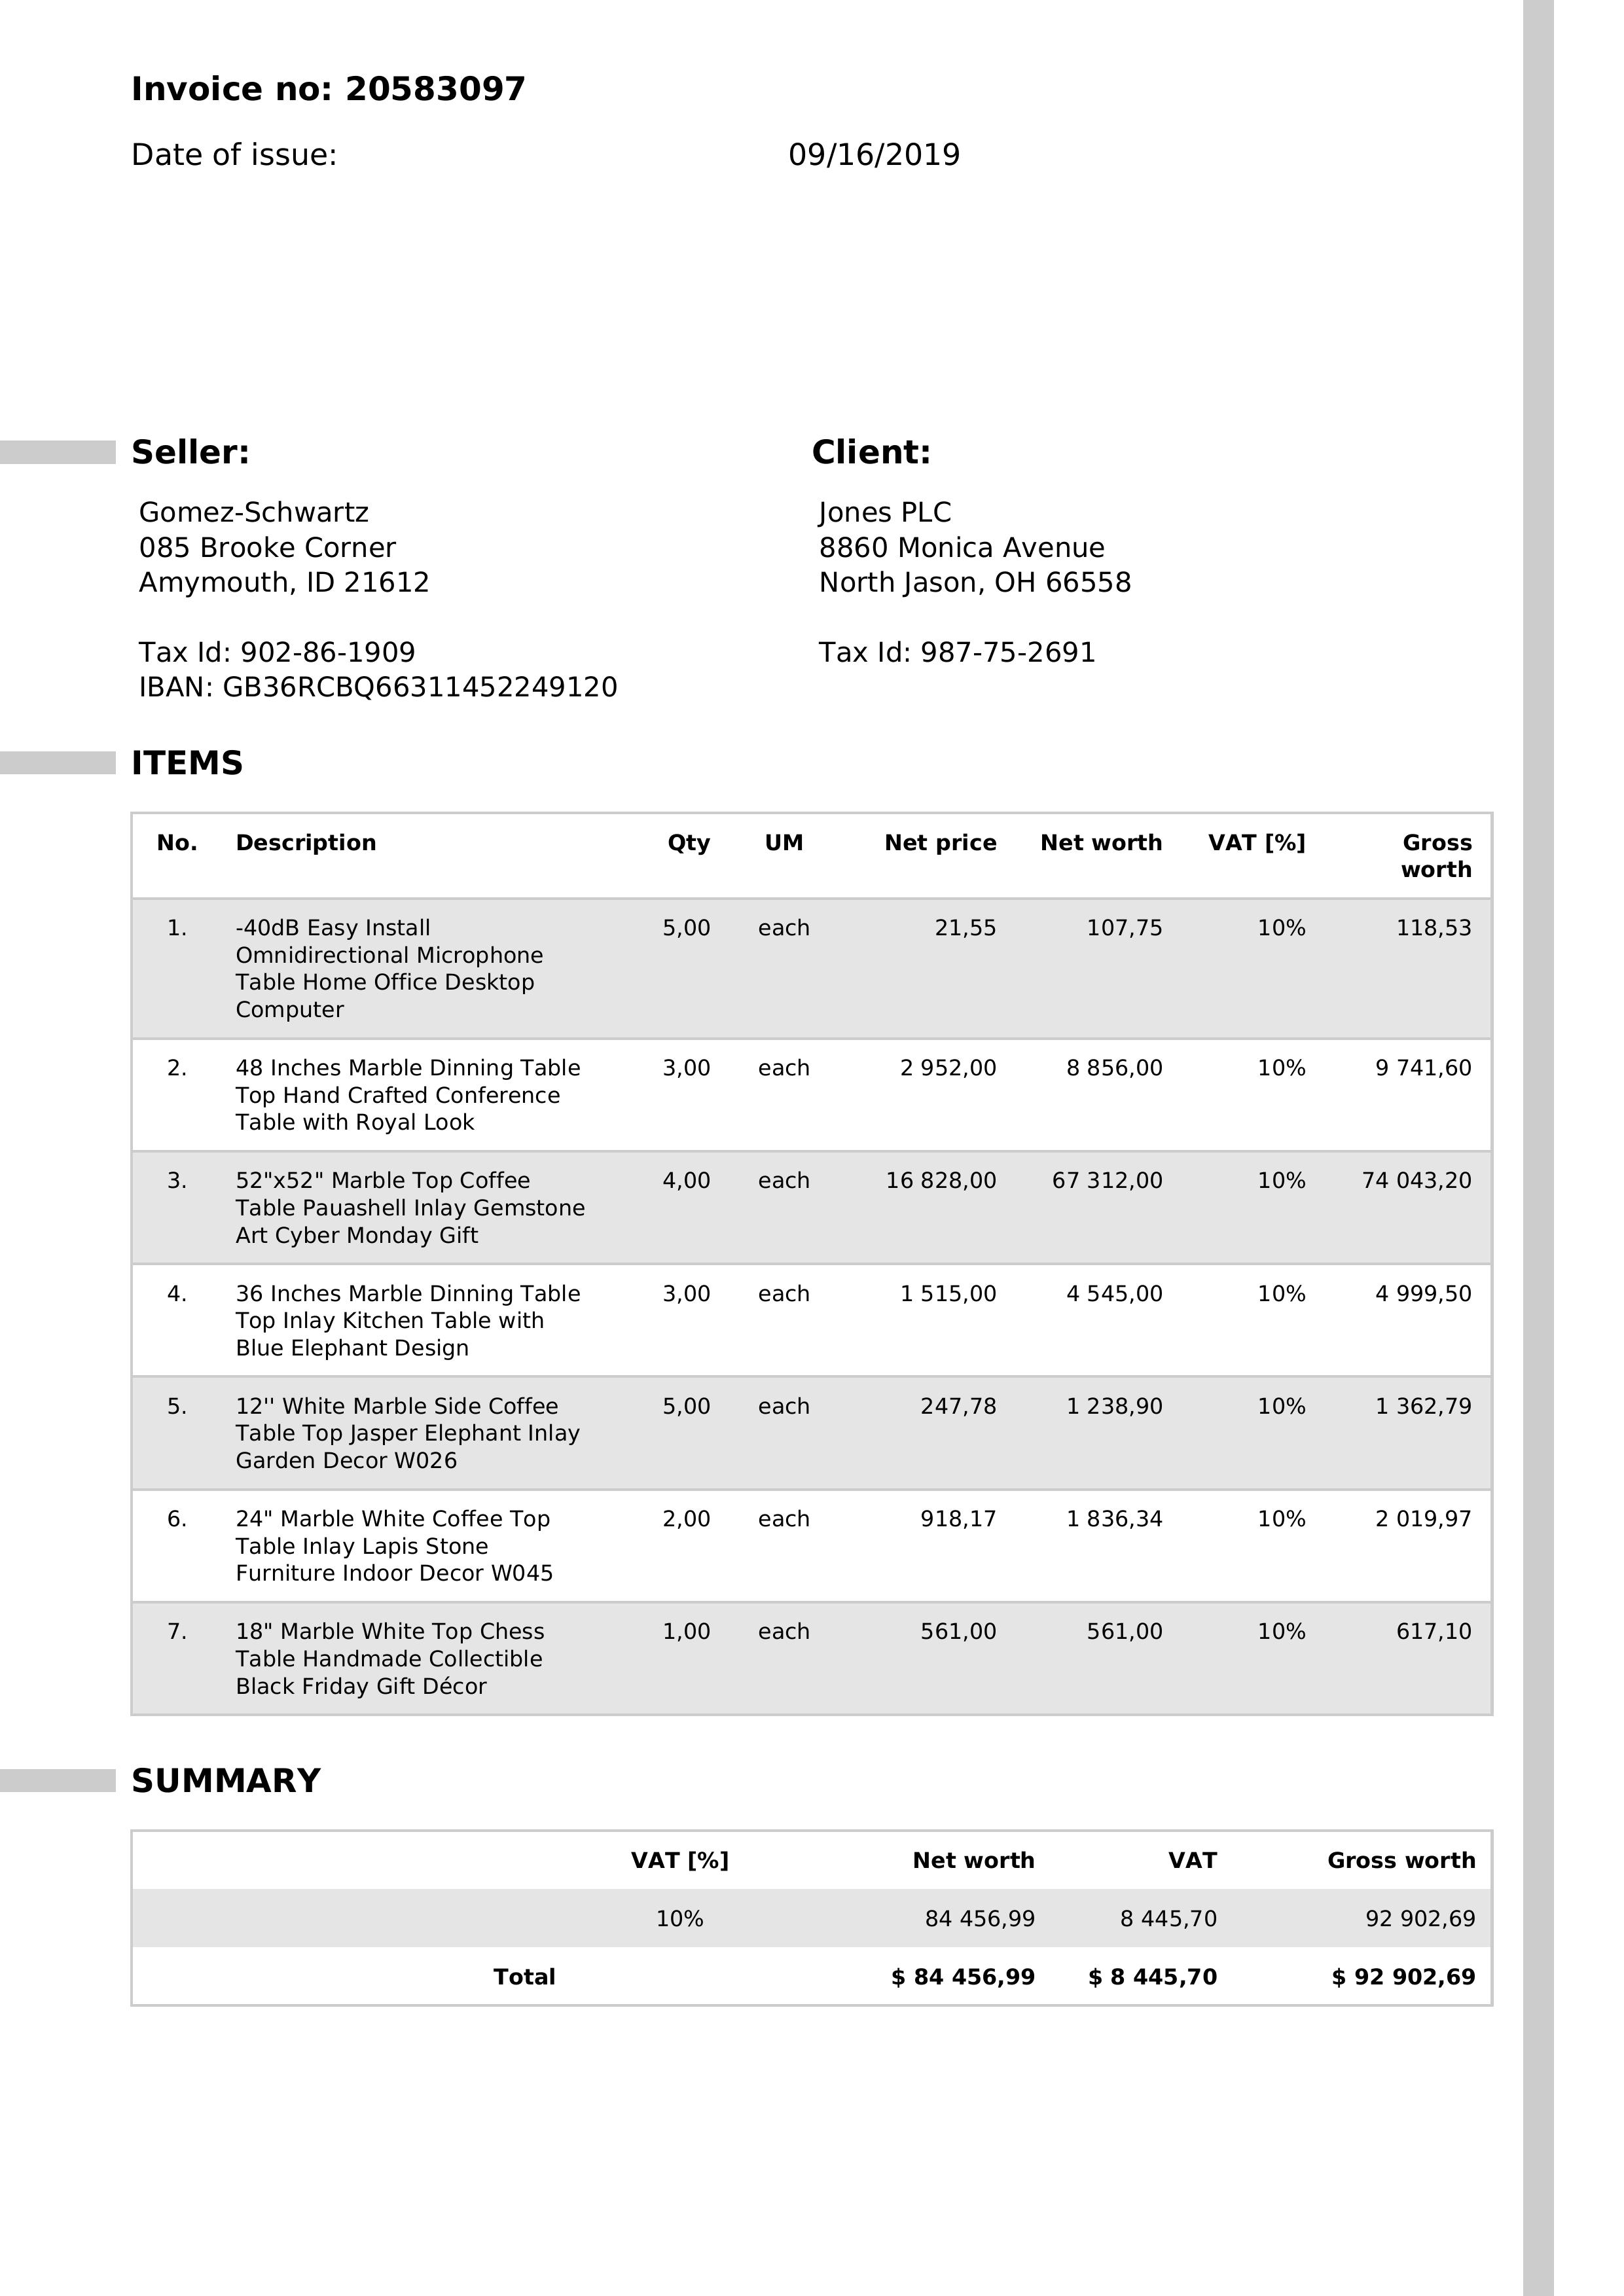 Invoice no: 20583097
Date of issue: 09/16/2019
Seller:
Gomez-Schwartz
085 Brooke Corner
Amymouth, ID 21612
Tax Id: 902-86-1909
IBAN: GB36RCBQ66311452249120
Client:
Jones PLC
8860 Monica Avenue
North Jason, OH 66558
Tax Id: 987-75-2691
ITEMS
No. Description Qty UM Net price Net worth VAT [%] Gross
worth
1. -40dB Easy Install 5,00 each 21,55 107,75 10% 118,53
Omnidirectional Microphone
Table Home Office Desktop
Computer
2. 48 Inches Marble Dinning Table 3,00 each 2 952,00 8 856,00 10% 9 741,60
Top Hand Crafted Conference
Table with Royal Look
3. 52"x52" Marble Top Coffee 4,00 each 16 828,00 67 312,00 10% 74 043,20
Table Pauashell Inlay Gemstone
Art Cyber Monday Gift
4. 36 Inches Marble Dinning Table 3,00 each 1 515,00 4 545,00 10% 4 999,50
Top Inlay Kitchen Table with
Blue Elephant Design
5. 12'' White Marble Side Coffee 5,00 each 247,78 1 238,90 10% 1 362,79
Table Top Jasper Elephant Inlay
Garden Decor W026
6. 24" Marble White Coffee Top 2,00 each 918,17 1 836,34 10% 2 019,97
Table Inlay Lapis Stone
Furniture Indoor Decor W045
7. 18" Marble White Top Chess 1,00 each 561,00 561,00 10% 617,10
Table Handmade Collectible
Black Friday Gift Décor
SUMMARY
VAT [%] Net worth VAT Gross worth
10% 84 456,99 8 445,70 92 902,69
Total $ 84 456,99 $ 8 445,70 $ 92 902,69